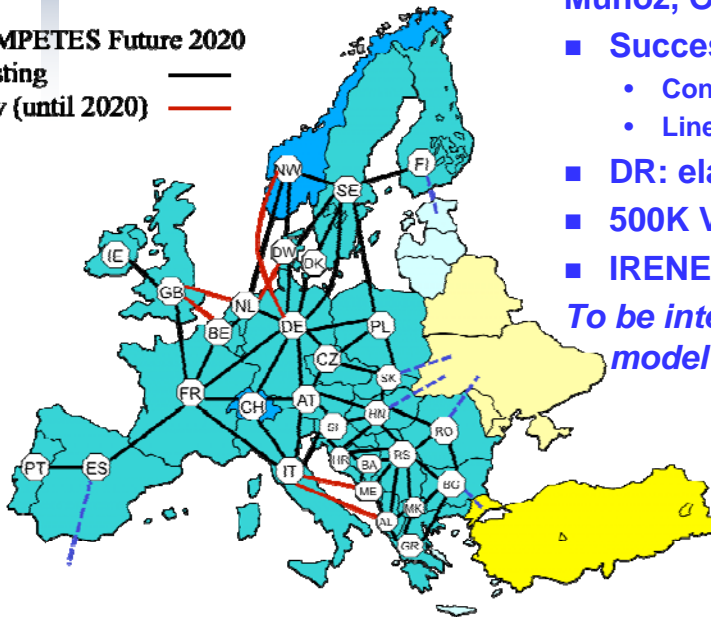 MPETES Future 2020
sting
(until 2020)
Succes
• Con
• Line
DR: ela
500K V
IRENE
To be inte
model
NW
FI
SE
IE
DW
DK
GB
NL
BE
DE
PL
CZ
SK
FR
CH
AT
HN
SI
RO
PT
ES
IT
HR
BA
RS
ME
BG
MK
AL
GR